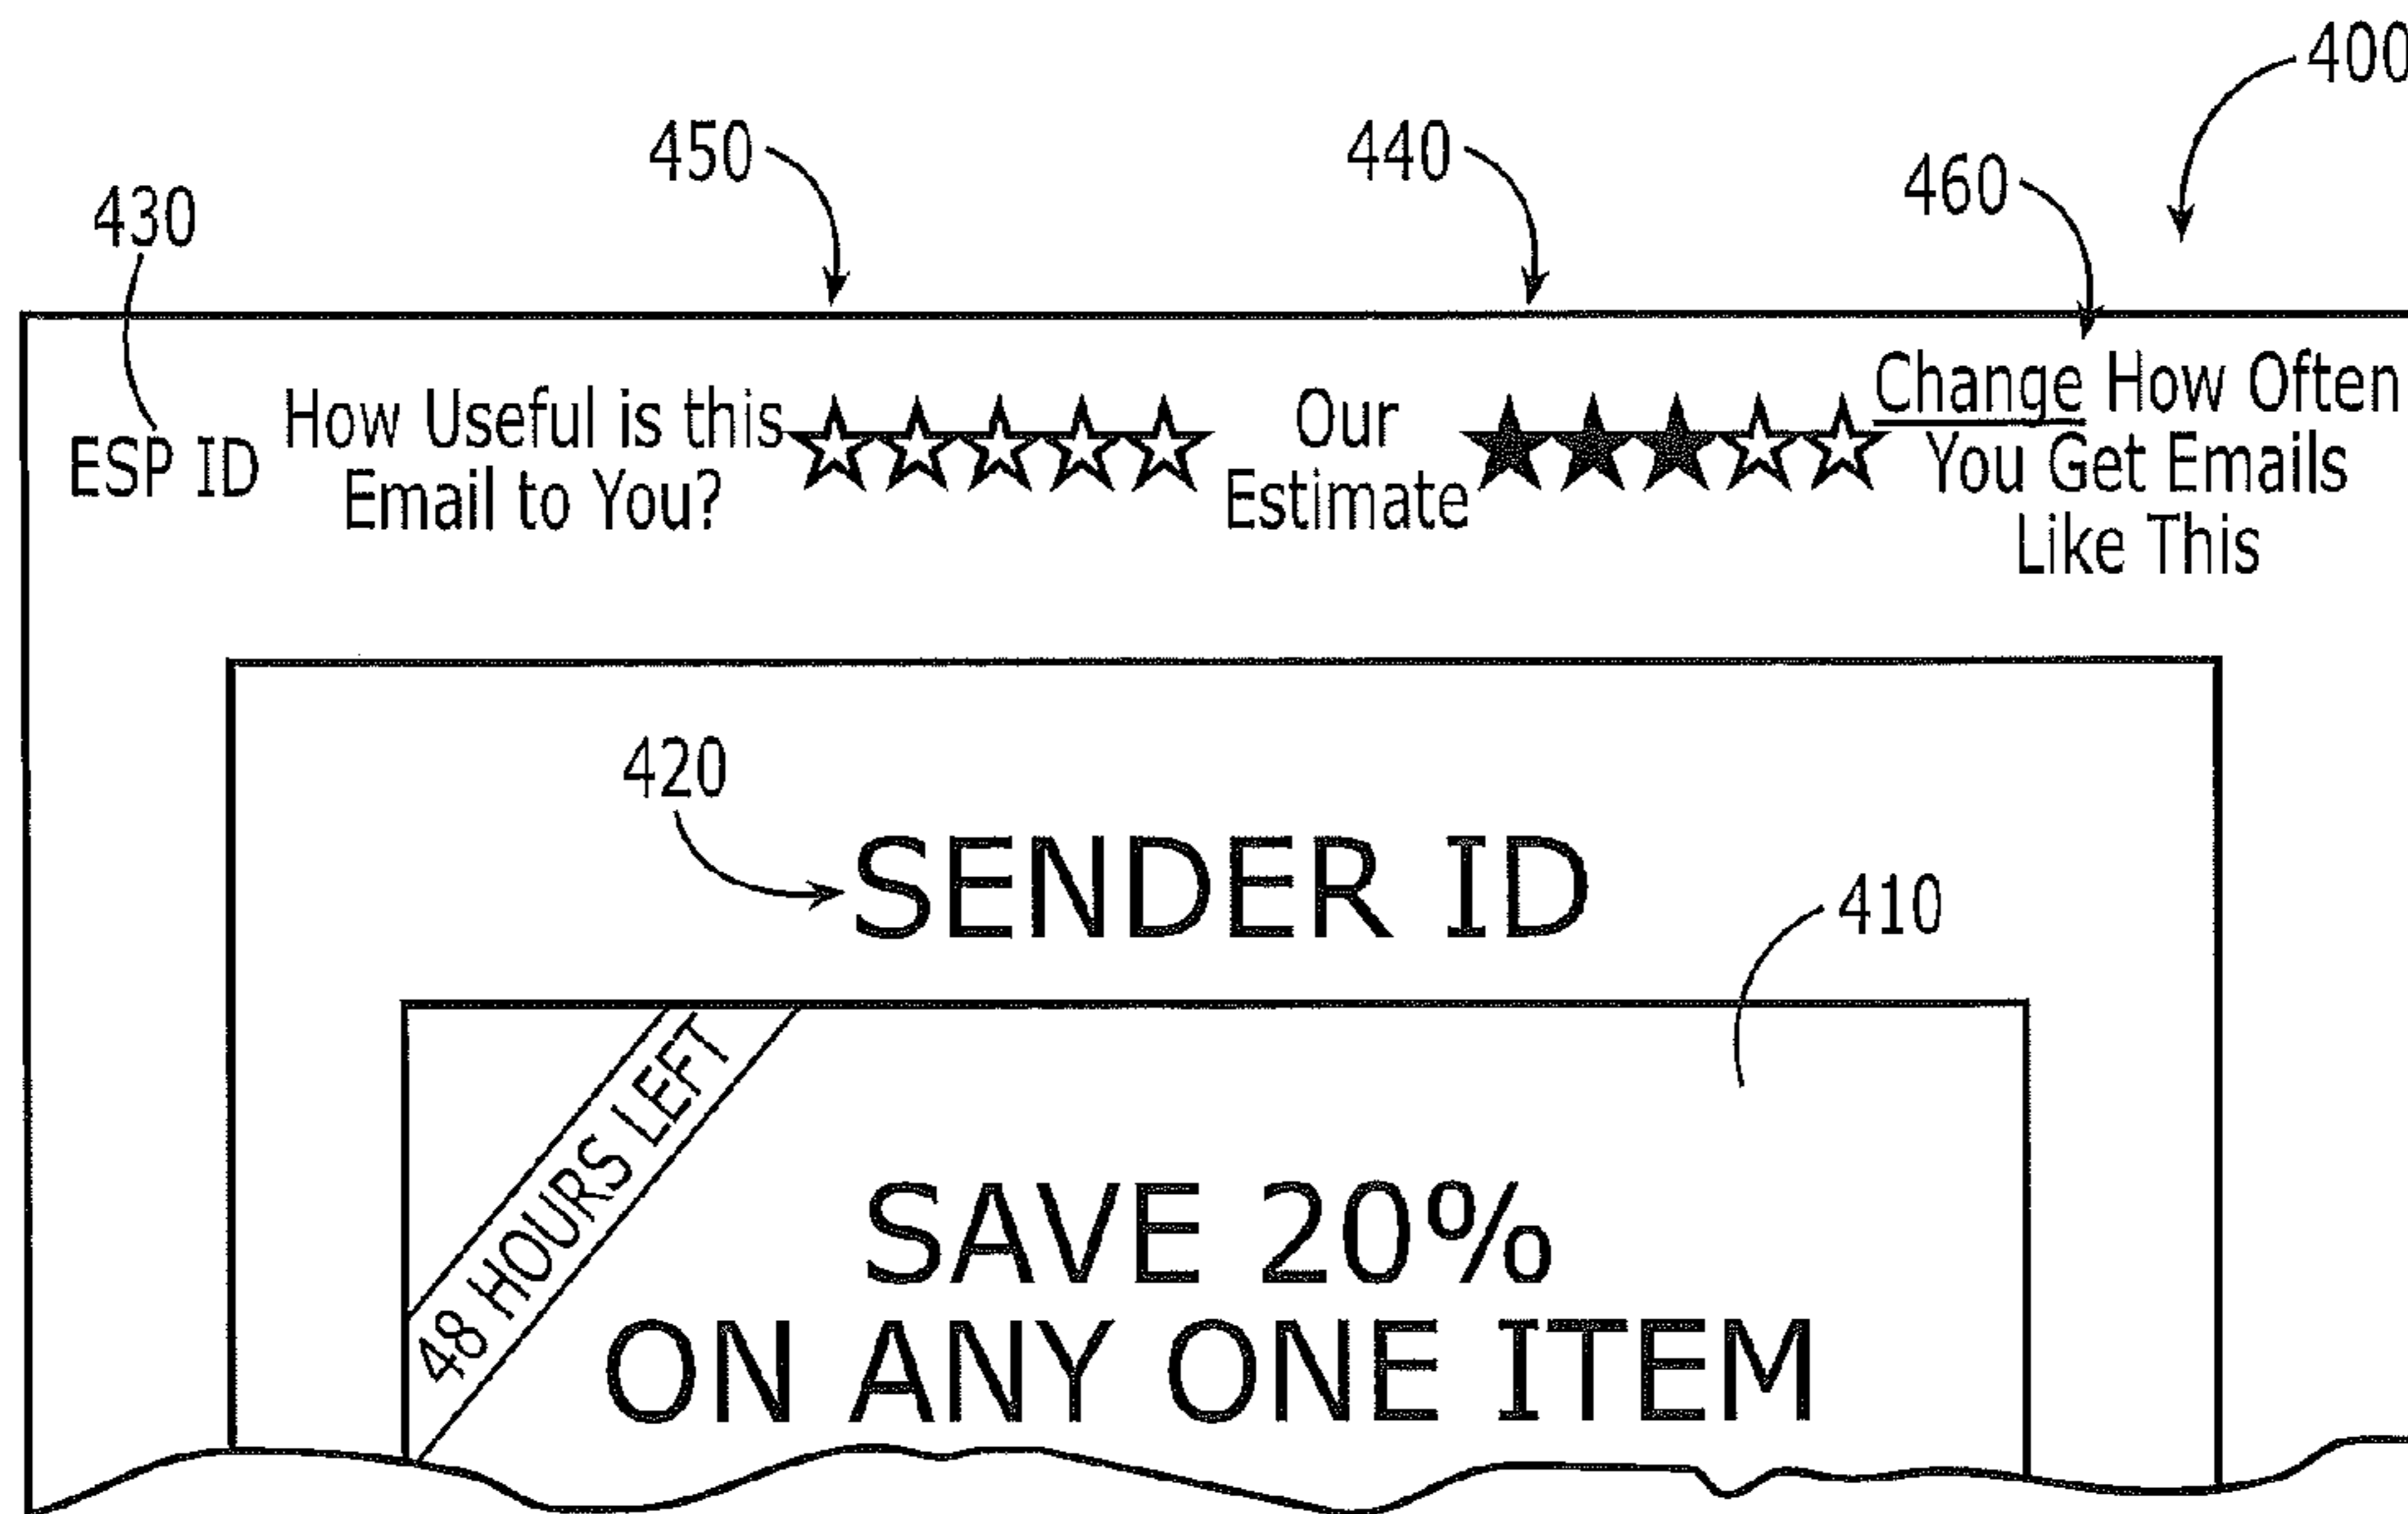 400
450
440
460
430
ESP ID
How Useful is this
Email to You?
Our
Estimate
Change How Often
You Get Emails
Like This
420
SENDER ID
410
48 HOURS LEFT
SAVE 20%
ON ANY ONE ITEM